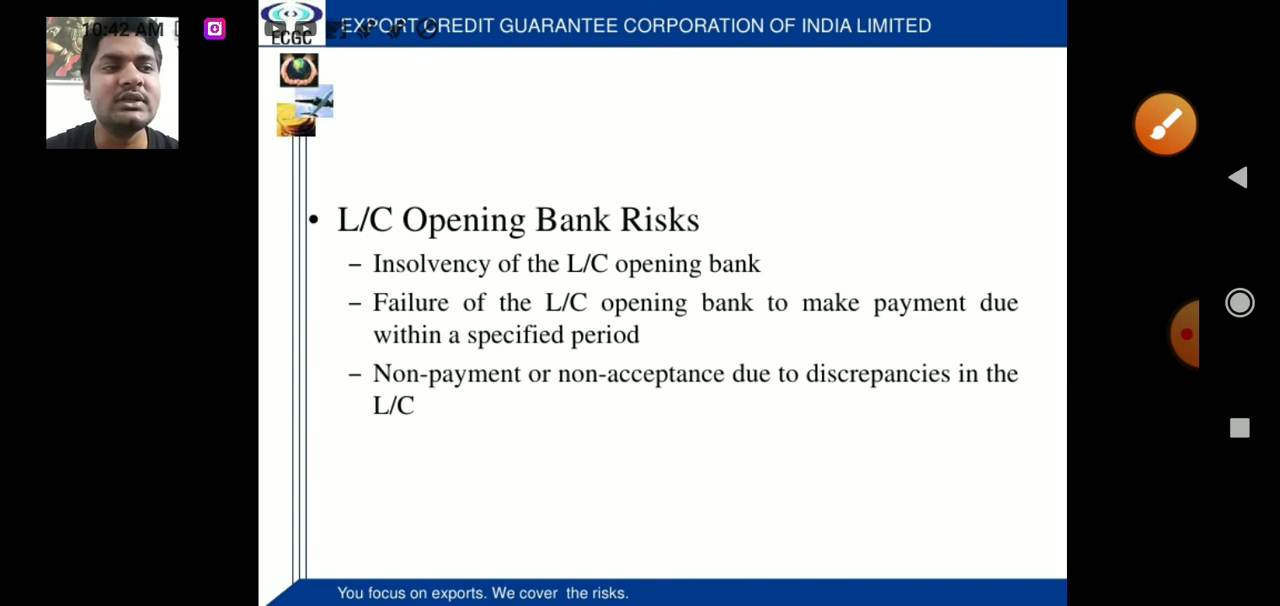 10:42 AM
ECGC
EXPORT CREDIT GUARANTEE CORPORATION OF INDIA LIMITED
• L/C Opening Bank Risks
– Insolvency of the L/C opening bank
– Failure of the L/C opening bank to make payment due
within a specified period
– Non-payment or non-acceptance due to discrepancies in the
L/C
You focus on exports. We cover the risks.